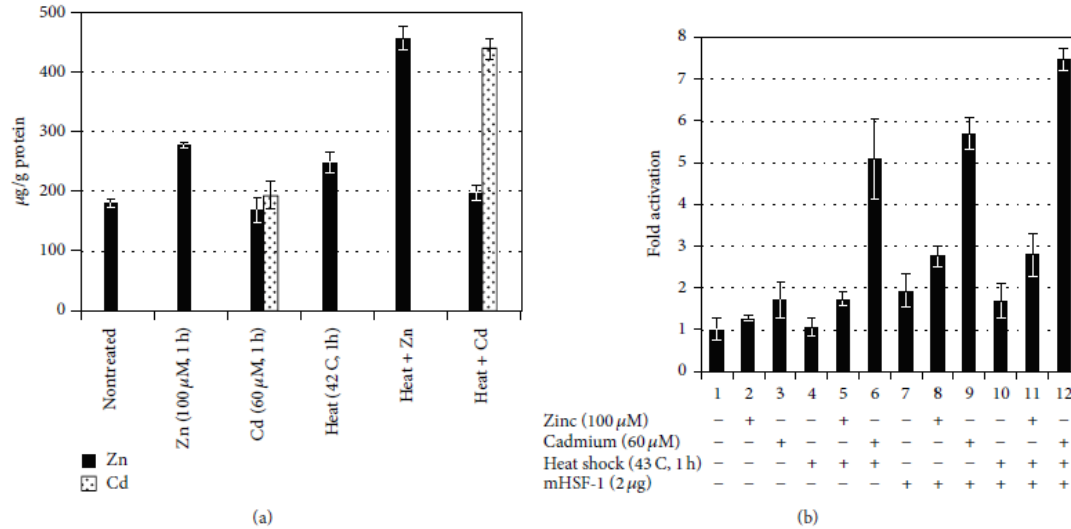 500
400
300
200
100
0
μg/g protein
Nontreated
Zn (100 μM, 1 h)
Cd (60 μM, 1 h)
Heat (42 C, 1h)
Heat + Zn
Heat + Cd
Zn
Cd
(a)
8
7
6
5
4
3
2
1
0
Fold activation
1 2 3 4 5 6 7 8 9 10 11 12
Zinc (100 μM) − + − − + − − + − − + −
Cadmium (60 μM) − − + − − + − − + − − +
Heat shock (43 C, 1 h) − − − + + + − − − + + +
mHSF-1 (2 μg) − − − − − − + + + + + +
(b)